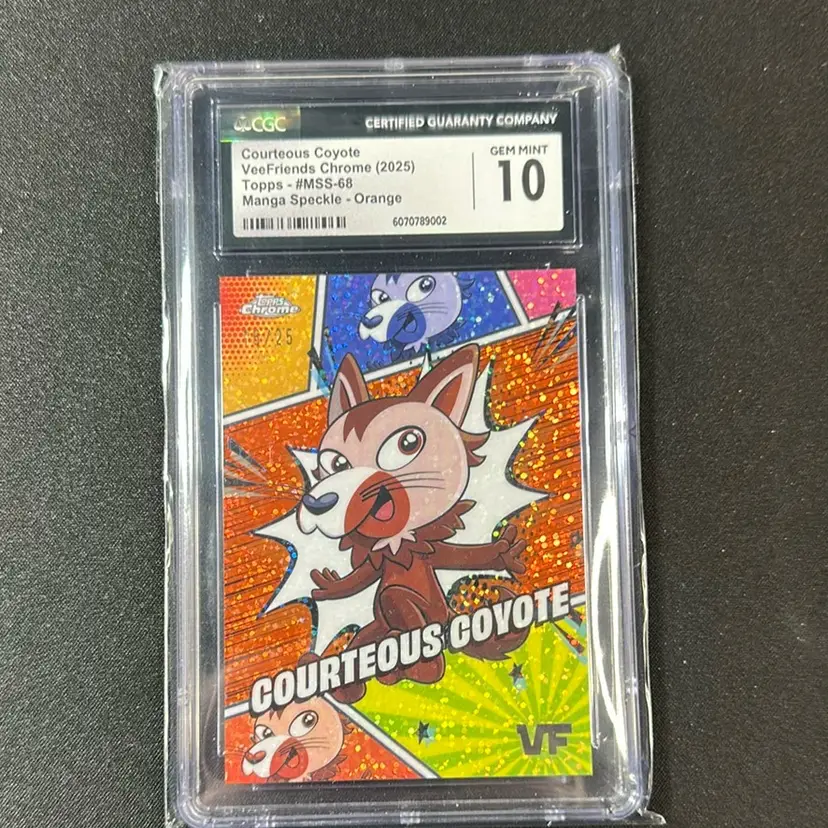 CGC
CERTIFIED GUARANTY COMPANY
Courteous Coyote
VeeFriends Chrome (2025)
Topps - #MSS-68
Manga Speckle - Orange
GEM MINT
10
6070789002
Topps
Chrome
/25
COURTEOUS COYOTE
VF